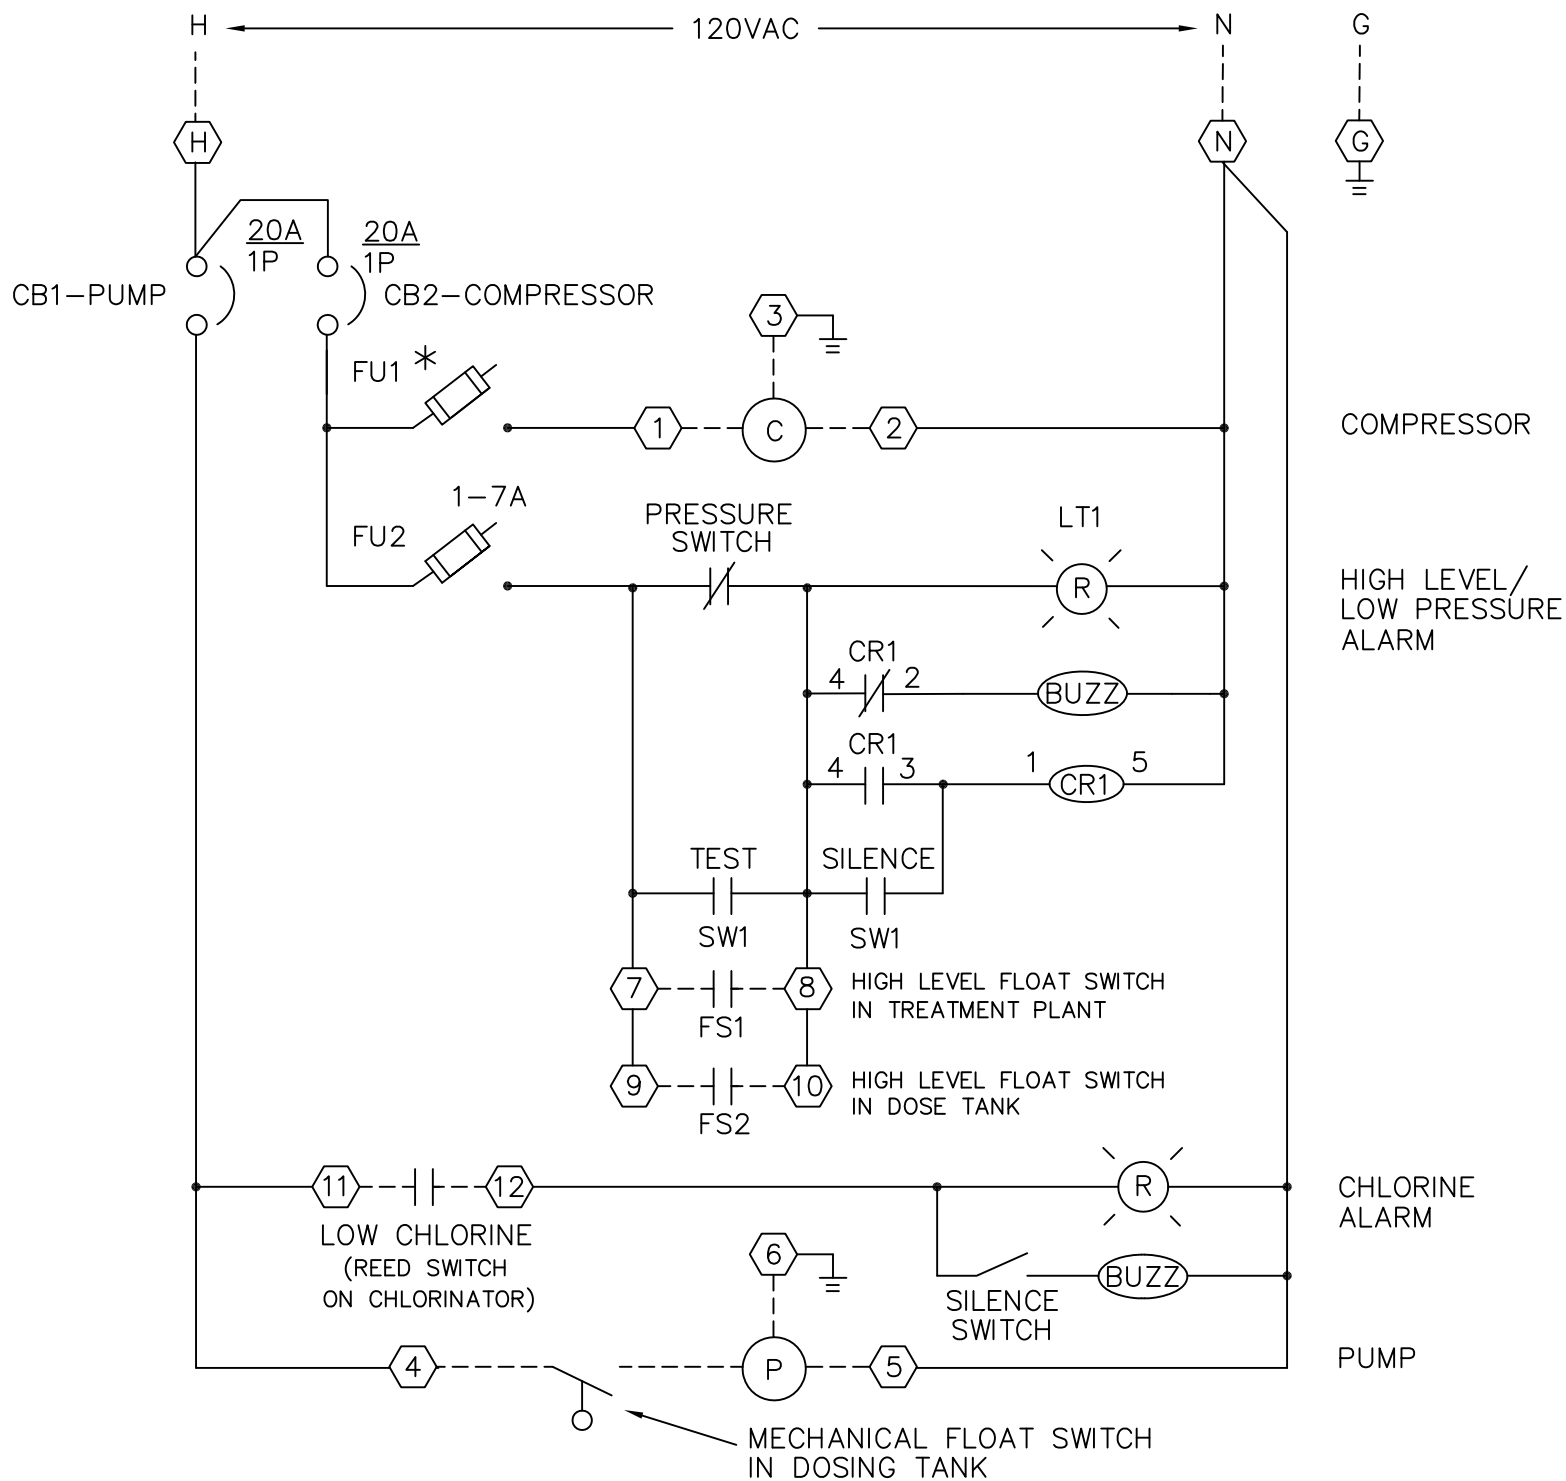 H 120VAC N G
H N G
20A 20A
1P 1P
CB1-PUMP CB2-COMPRESSOR
3
FU1 *
1 C 2 COMPRESSOR
1-7A
FU2
PRESSURE
SWITCH
LT1
R
HIGH LEVEL/
LOW PRESSURE
ALARM
CR1
4 2 BUZZ
CR1
4 3 1 CR1 5
TEST SILENCE
SW1 SW1
7 8
FS1
HIGH LEVEL FLOAT SWITCH
IN TREATMENT PLANT
9 10
FS2
HIGH LEVEL FLOAT SWITCH
IN DOSE TANK
11 12 R
CHLORINE
ALARM
LOW CHLORINE
(REED SWITCH
ON CHLORINATOR)
6
BUZZ
SILENCE
SWITCH
4 P 5 PUMP
MECHANICAL FLOAT SWITCH
IN DOSING TANK